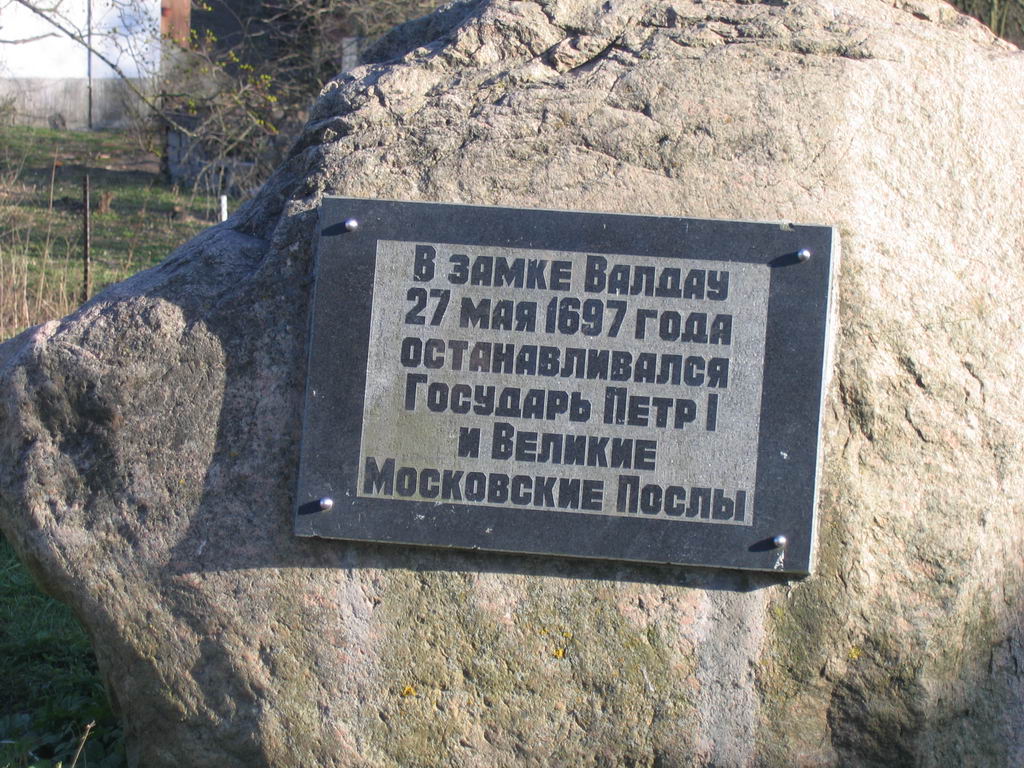 В замке Валдау
27 мая 1697 года
останавливался
Государь Петр I
и Великие
Московские Послы